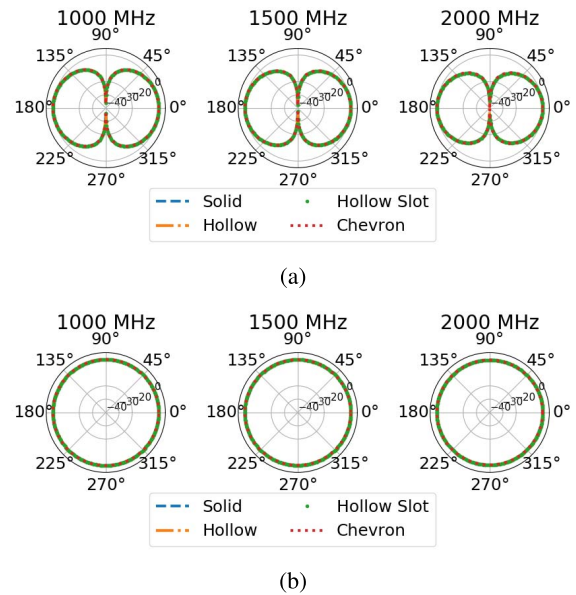 1000 MHz 1500 MHz 2000 MHz
90° 90° 90°
135° 45° 135° 45° 135° 45°
0 0 0
−40 −30 −20 −40 −30 −20 −40 −30 −20
180° 0° 180° 0° 180° 0°
225° 315° 225° 315° 225° 315°
270° 270° 270°
Solid Hollow Slot
Hollow Chevron
(a)
1000 MHz 1500 MHz 2000 MHz
90° 90° 90°
135° 45° 135° 45° 135° 45°
0 0 0
−40 −30 −20 −40 −30 −20 −40 −30 −20
180° 0° 180° 0° 180° 0°
225° 315° 225° 315° 225° 315°
270° 270° 270°
Solid Hollow Slot
Hollow Chevron
(b)